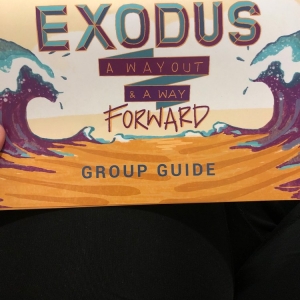 EXODUS
A WAY OUT
& A WAY
FORWARD
GROUP GUIDE